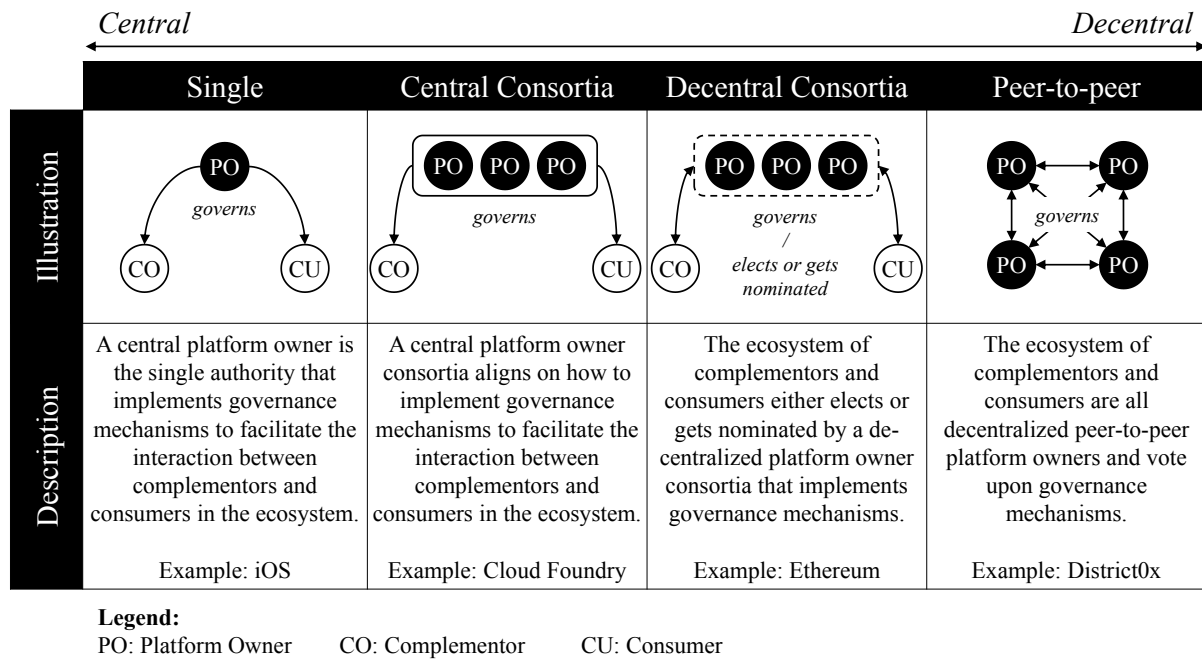 Central
Decentral
Single
Central Consortia
Decentral Consortia
Peer-to-peer
Illustration
PO
governs
CO
CU
PO PO PO
governs
CO
CU
PO PO PO
governs
/
elects or gets
nominated
CO
CU
PO PO
governs
PO PO
Description
A central platform owner is
the single authority that
implements governance
mechanisms to facilitate the
interaction between
complementors and
consumers in the ecosystem.
Example: iOS
A central platform owner
consortia aligns on how to
implement governance
mechanisms to facilitate the
interaction between
complementors and
consumers in the ecosystem.
Example: Cloud Foundry
The ecosystem of
complementors and
consumers either elects or
gets nominated by a de-
centralized platform owner
consortia that implements
governance mechanisms.
Example: Ethereum
The ecosystem of
complementors and
consumers are all
decentralized peer-to-peer
platform owners and vote
upon governance
mechanisms.
Example: District0x
Legend:
PO: Platform Owner CO: Complementor CU: Consumer